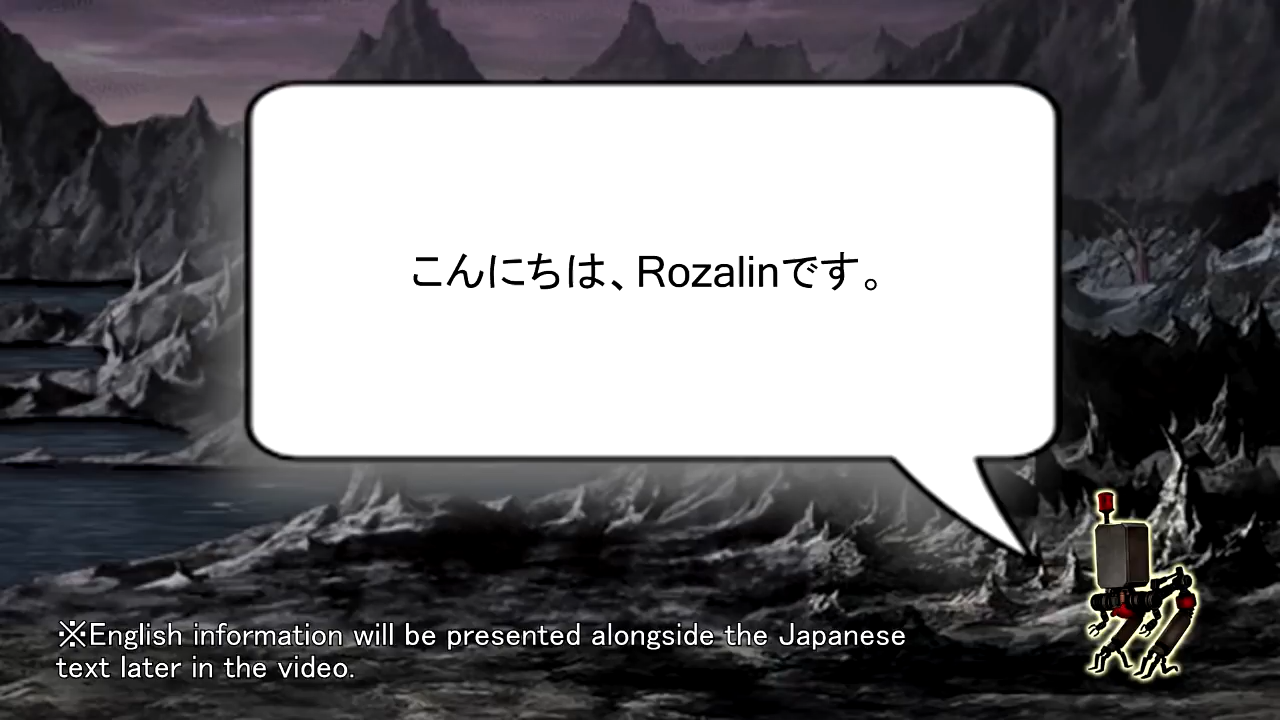 こんにちは、Rozalinです。
※English information will be presented alongside the Japanese
text later in the video.